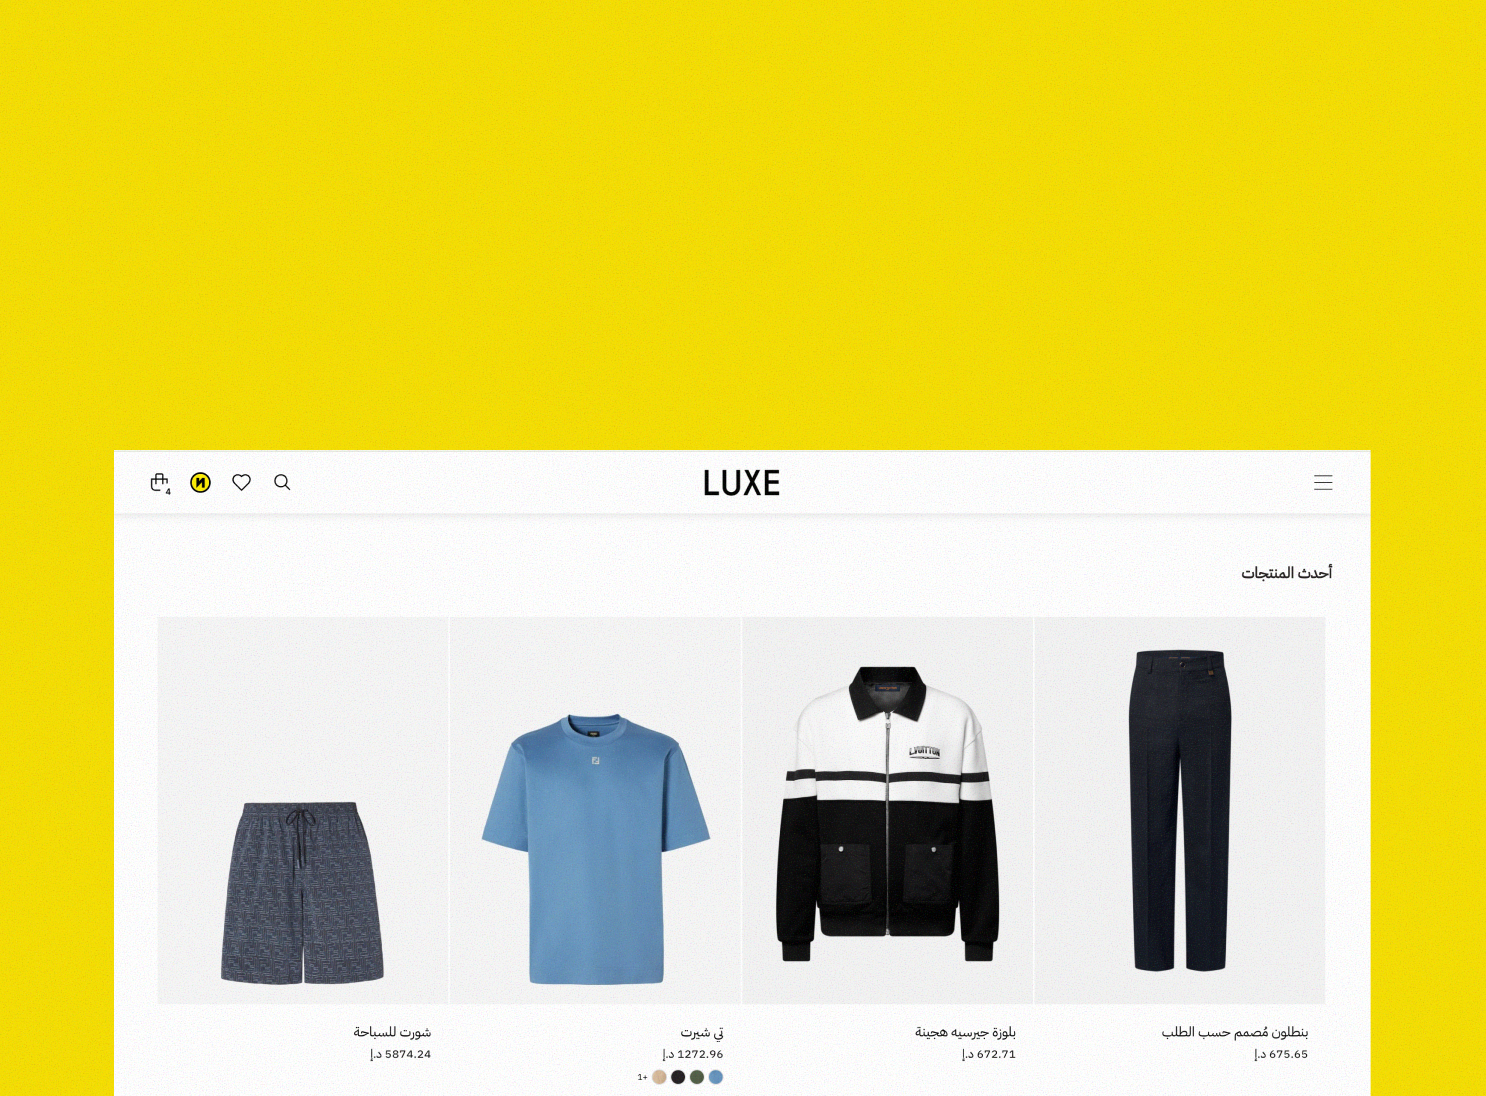 LUXE
4
أحدث المنتجات
LVUITTON
بنطلون مُصمم حسب الطلب
675.65 د.إ
بلوزة جيرسيه هجينة
672.71 د.إ
تي شيرت
1272.96 د.إ
1+
شورت للسباحة
5874.24 د.إ